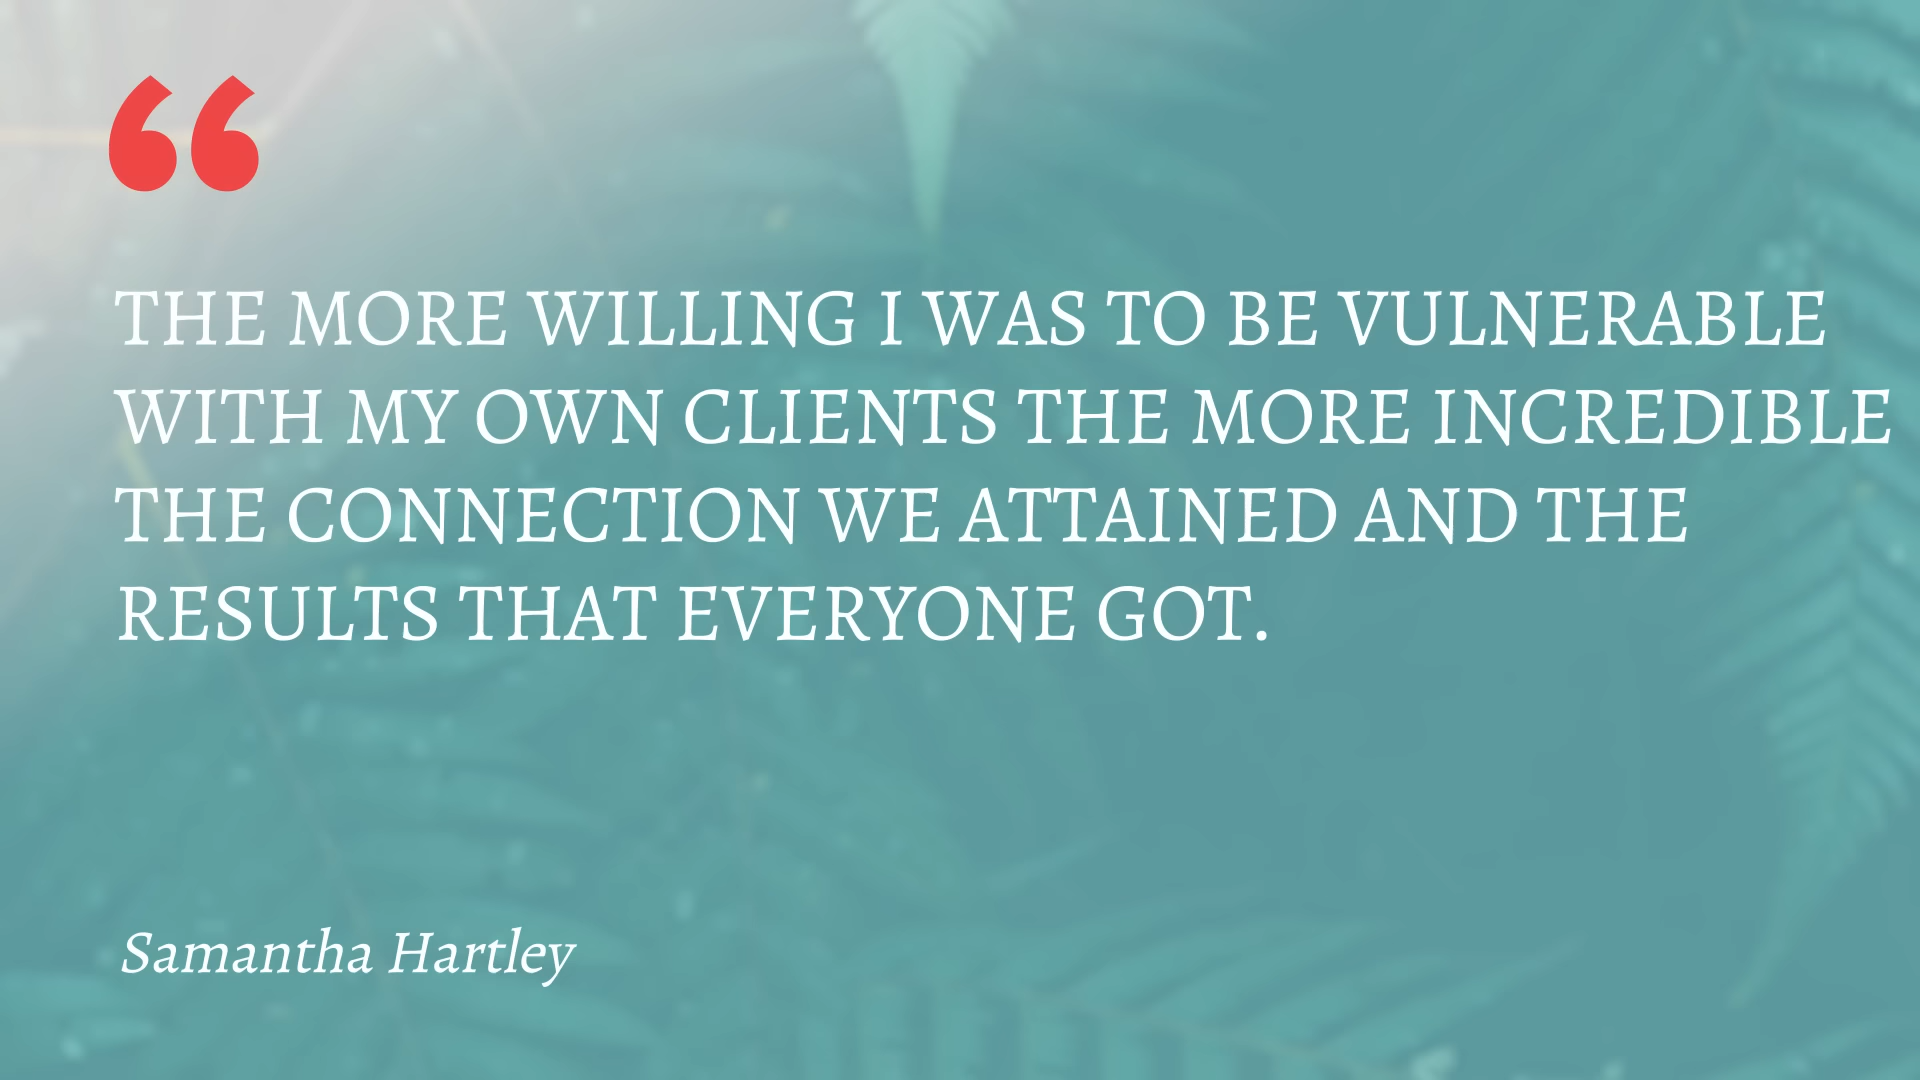 “
THE MORE WILLING I WAS TO BE VULNERABLE
WITH MY OWN CLIENTS THE MORE INCREDIBLE
THE CONNECTION WE ATTAINED AND THE
RESULTS THAT EVERYONE GOT.
Samantha Hartley